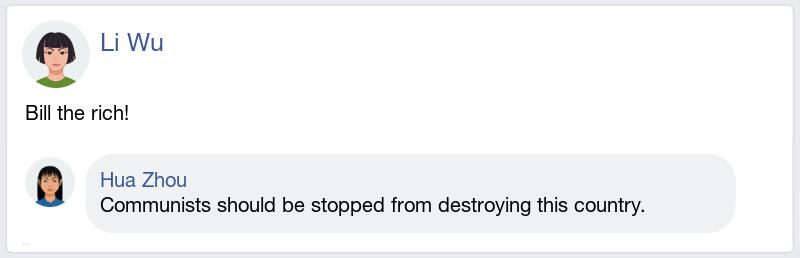 Li Wu
Bill the rich!
Hua Zhou
Communists should be stopped from destroying this country.